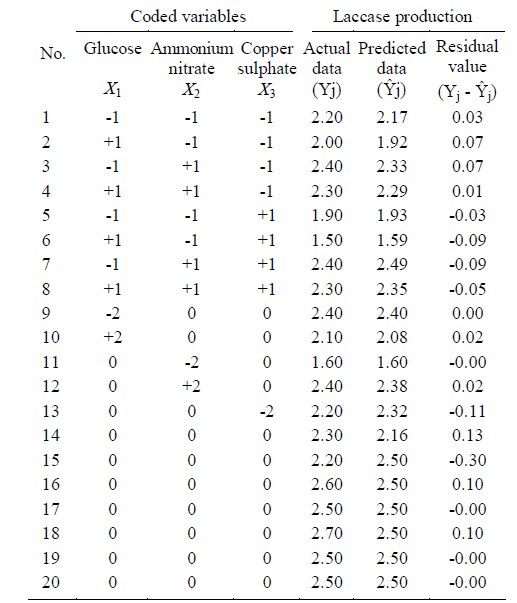 Coded variables Laccase production
No. Glucose Ammonium Copper Actual Predicted Residual
nitrate sulphate data data value
X1 X2 X3 (Yj) (Ŷj) (Yj - Ŷj)
1 -1 -1 -1 2.20 2.17 0.03
2 +1 -1 -1 2.00 1.92 0.07
3 -1 +1 -1 2.40 2.33 0.07
4 +1 +1 -1 2.30 2.29 0.01
5 -1 -1 +1 1.90 1.93 -0.03
6 +1 -1 +1 1.50 1.59 -0.09
7 -1 +1 +1 2.40 2.49 -0.09
8 +1 +1 +1 2.30 2.35 -0.05
9 -2 0 0 2.40 2.40 0.00
10 +2 0 0 2.10 2.08 0.02
11 0 -2 0 1.60 1.60 -0.00
12 0 +2 0 2.40 2.38 0.02
13 0 0 -2 2.20 2.32 -0.11
14 0 0 0 2.30 2.16 0.13
15 0 0 0 2.20 2.50 -0.30
16 0 0 0 2.60 2.50 0.10
17 0 0 0 2.50 2.50 -0.00
18 0 0 0 2.70 2.50 0.10
19 0 0 0 2.50 2.50 -0.00
20 0 0 0 2.50 2.50 -0.00